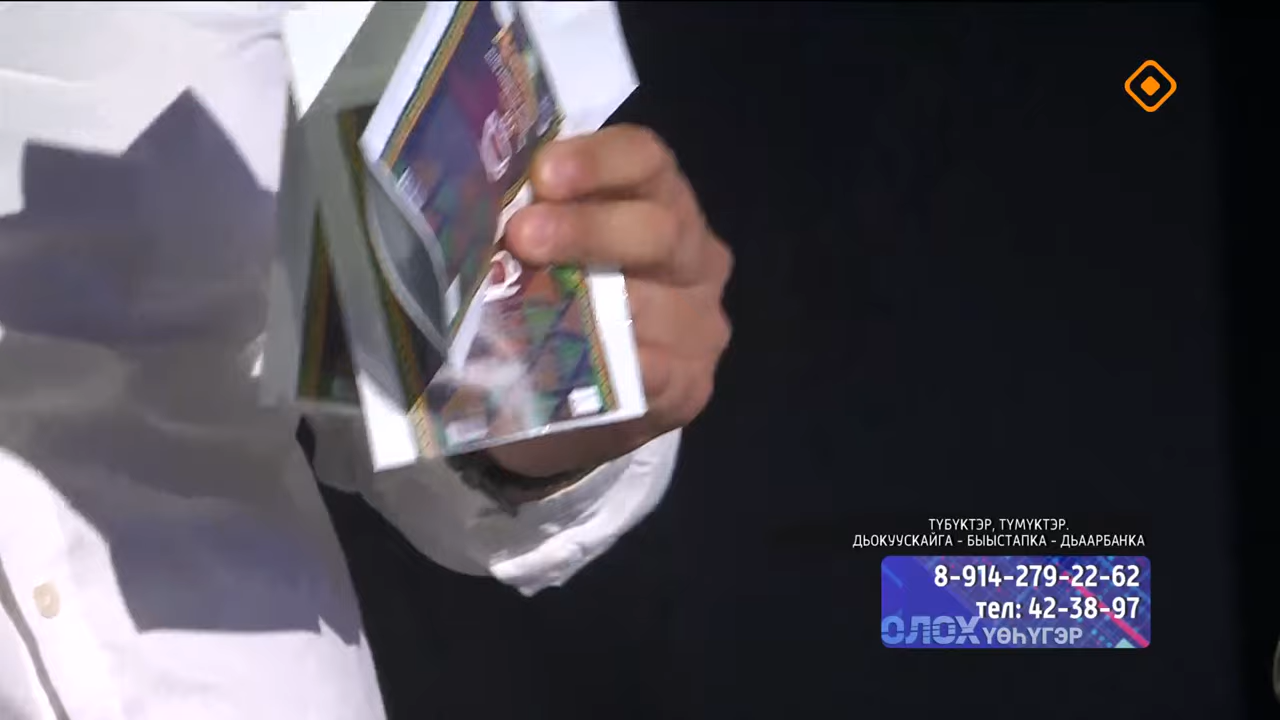 ТҮБҮКТЭР, ТҮМҮКТЭР.
ДЬОКУУСКАЙГА - БЫЫСТАПКА - ДЬААРБАНКА
8-914-279-22-62
тел: 42-38-97
ОЛОХ ҮӨҺҮГЭР